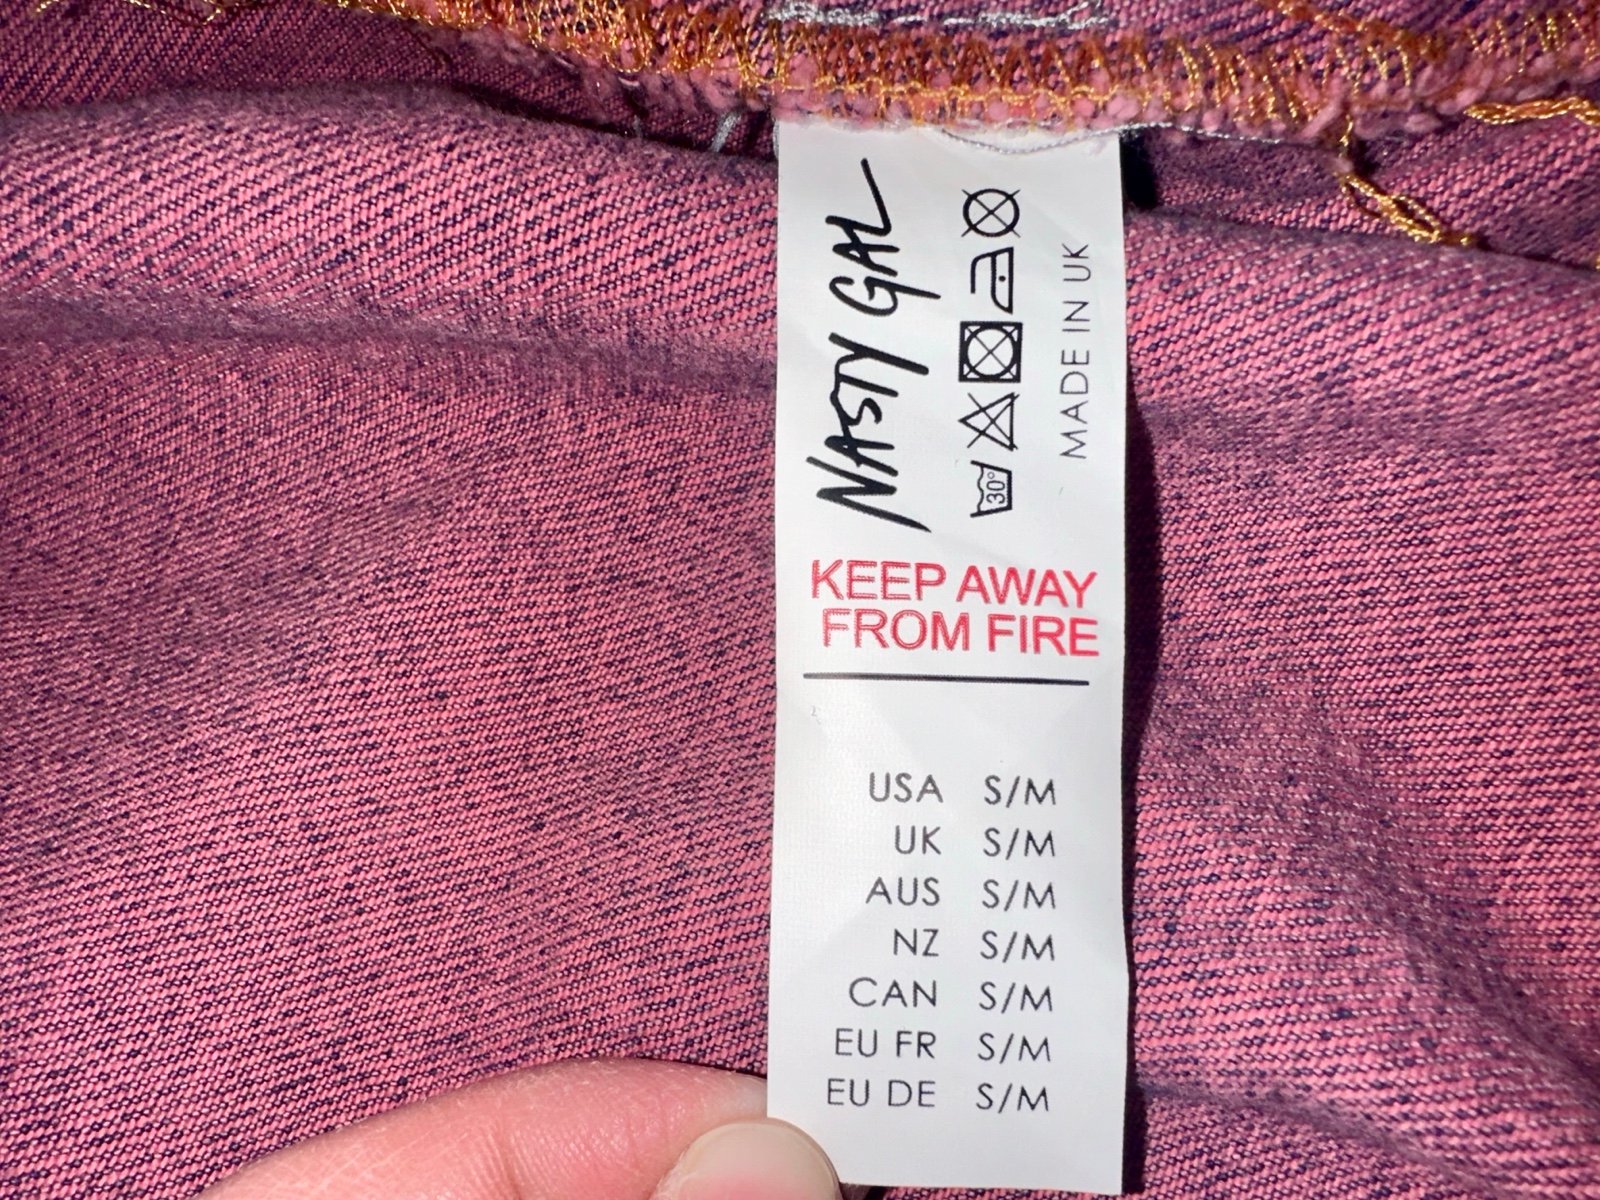 NASTY GAL
30°
MADE IN UK
KEEP AWAY
FROM FIRE
USA S/M
UK S/M
AUS S/M
NZ S/M
CAN S/M
EU FR S/M
EU DE S/M